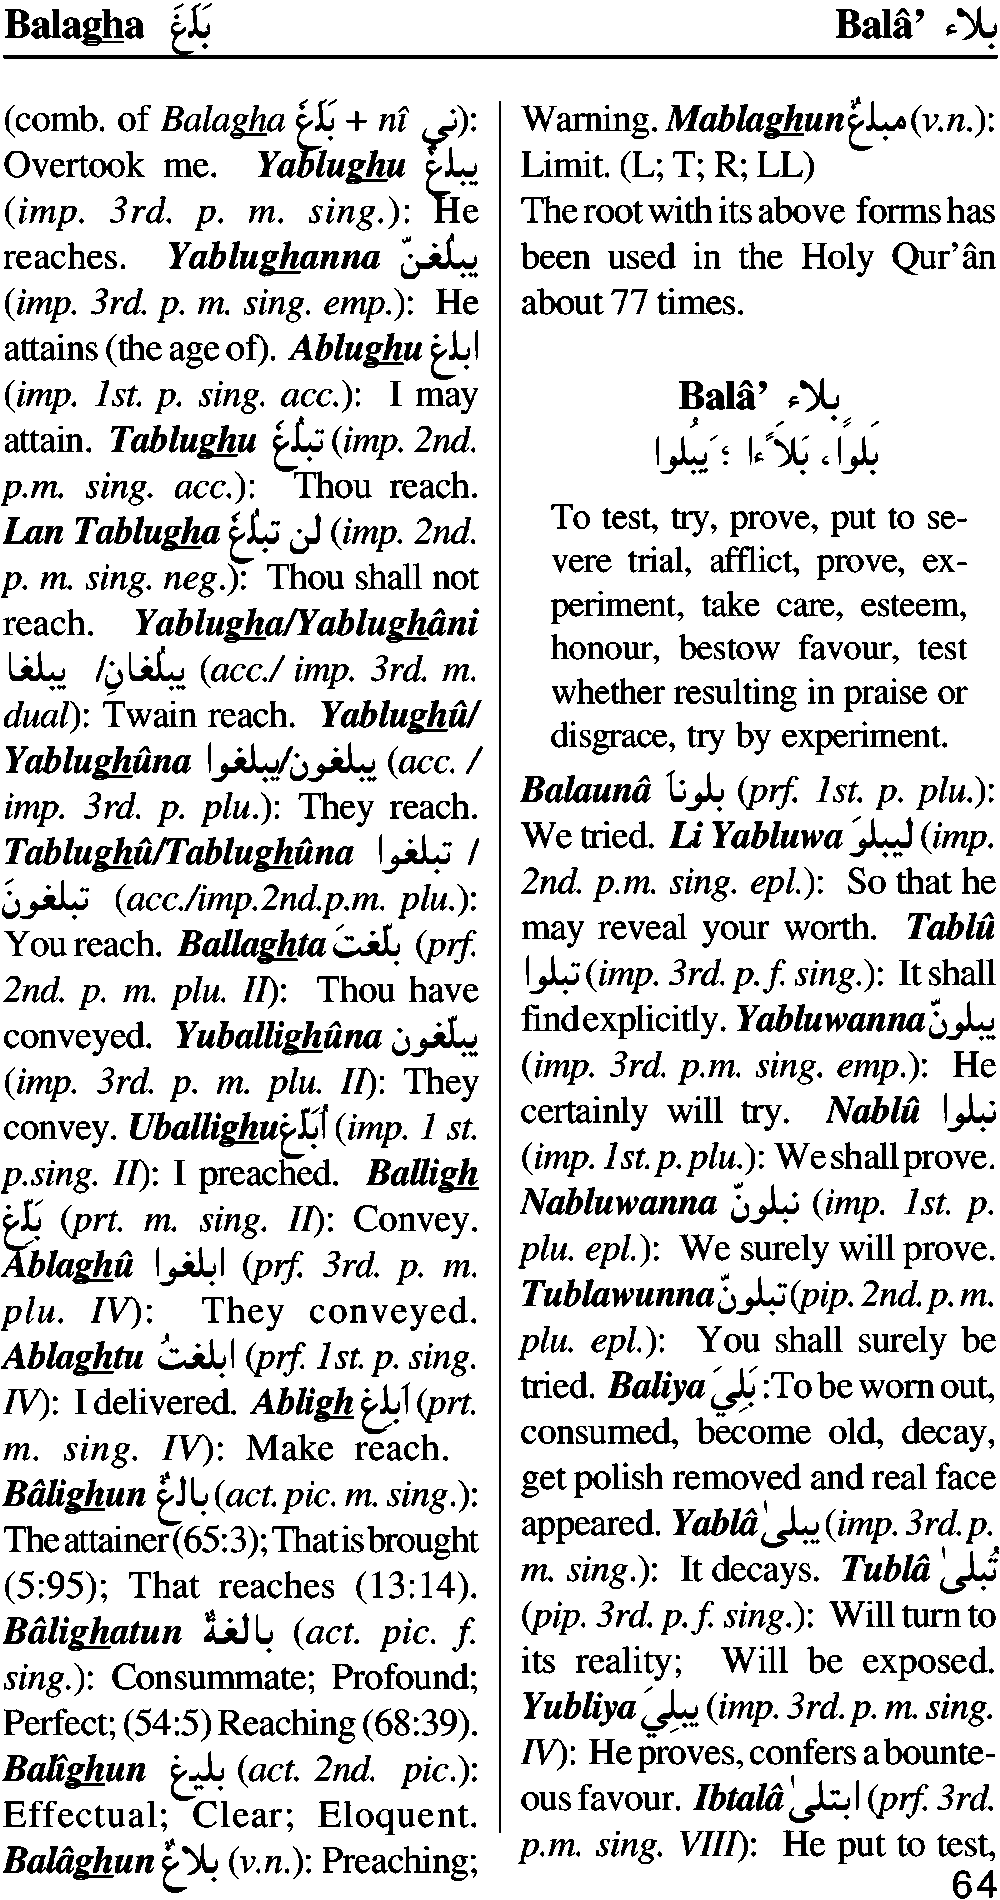 Balagha بَلَغَ
Balâ’ بلاء
(comb. of Balagha بَلَغَ + nî ني):
Overtook me. Yablughu يبلغُ
(imp. 3rd. p. m. sing.): He
reaches. Yablughanna يبلُغنّ
(imp. 3rd. p. m. sing. emp.): He
attains (the age of). Ablughu ابلغ
(imp. 1st. p. sing. acc.): I may
attain. Tablughu تبلُغَ (imp. 2nd.
p.m. sing. acc.): Thou reach.
Lan Tablugha لن تبلُغَ (imp. 2nd.
p. m. sing. neg.): Thou shall not
reach. Yablugha/Yablughâni
يبلُغانِ/ يبلغا (acc./ imp. 3rd. m.
dual): Twain reach. Yablughû/
Yablughûna يبلغون/يبلغوا (acc. /
imp. 3rd. p. plu.): They reach.
Tablughû/Tablughûna تبلغوا /
تبلغونَ (acc./imp.2nd.p.m. plu.):
You reach. Ballaghta بلّغتَ (prf.
2nd. p. m. plu. II): Thou have
conveyed. Yuballighûna يبلّغون
(imp. 3rd. p. m. plu. II): They
convey. Uballighu أبَلّغ (imp. 1 st.
p.sing. II): I preached. Balligh
بَلّغ (prt. m. sing. II): Convey.
Ablaghû ابلغوا (prf. 3rd. p. m.
plu. IV): They conveyed.
Ablaghtu ابلغتُ (prf. 1st. p. sing.
IV): I delivered. Abligh اَبلِغ (prt.
m. sing. IV): Make reach.
Bâlighun بالغٌ (act. pic. m. sing.):
The attainer (65:3); That is brought
(5:95); That reaches (13:14).
Bâlighatun بالغةٌ (act. pic. f.
sing.): Consummate; Profound;
Perfect; (54:5) Reaching (68:39).
Balîghun بليغ (act. 2nd. pic.):
Effectual; Clear; Eloquent.
Balâghun بلاغٌ (v.n.): Preaching;
Warning. Mablaghun مبلغٌ (v.n.):
Limit. (L; T; R; LL)
The root with its above forms has
been used in the Holy Qur’ân
about 77 times.
Balâ’ بلاء
بَلواً، بَلاَءًا ؛ يَبْلُوا
To test, try, prove, put to se-
vere trial, afflict, prove, ex-
periment, take care, esteem,
honour, bestow favour, test
whether resulting in praise or
disgrace, try by experiment.
Balaunâ بلوناَ (prf. 1st. p. plu.):
We tried. Li Yabluwa ليبلوَ (imp.
2nd. p.m. sing. epl.): So that he
may reveal your worth. Tablû
تبلوا (imp. 3rd. p. f. sing.): It shall
find explicitly. Yabluwanna يبلونّ
(imp. 3rd. p.m. sing. emp.): He
certainly will try. Nablû نبلوا
(imp. 1st. p. plu.): We shall prove.
Nabluwanna نبلونّ (imp. 1st. p.
plu. epl.): We surely will prove.
Tublawunna تبلونّ (pip. 2nd. p. m.
plu. epl.): You shall surely be
tried. Baliya بَلِيَ :To be worn out,
consumed, become old, decay,
get polish removed and real face
appeared. Yablâ يبلىٰ (imp. 3rd. p.
m. sing.): It decays. Tublâ تُبلىٰ
(pip. 3rd. p. f. sing.): Will turn to
its reality; Will be exposed.
Yubliya يبلِيَ (imp. 3rd. p. m. sing.
IV): He proves, confers a bounte-
ous favour. Ibtalâ ابتلىٰ (prf. 3rd.
p.m. sing. VIII): He put to test,
64